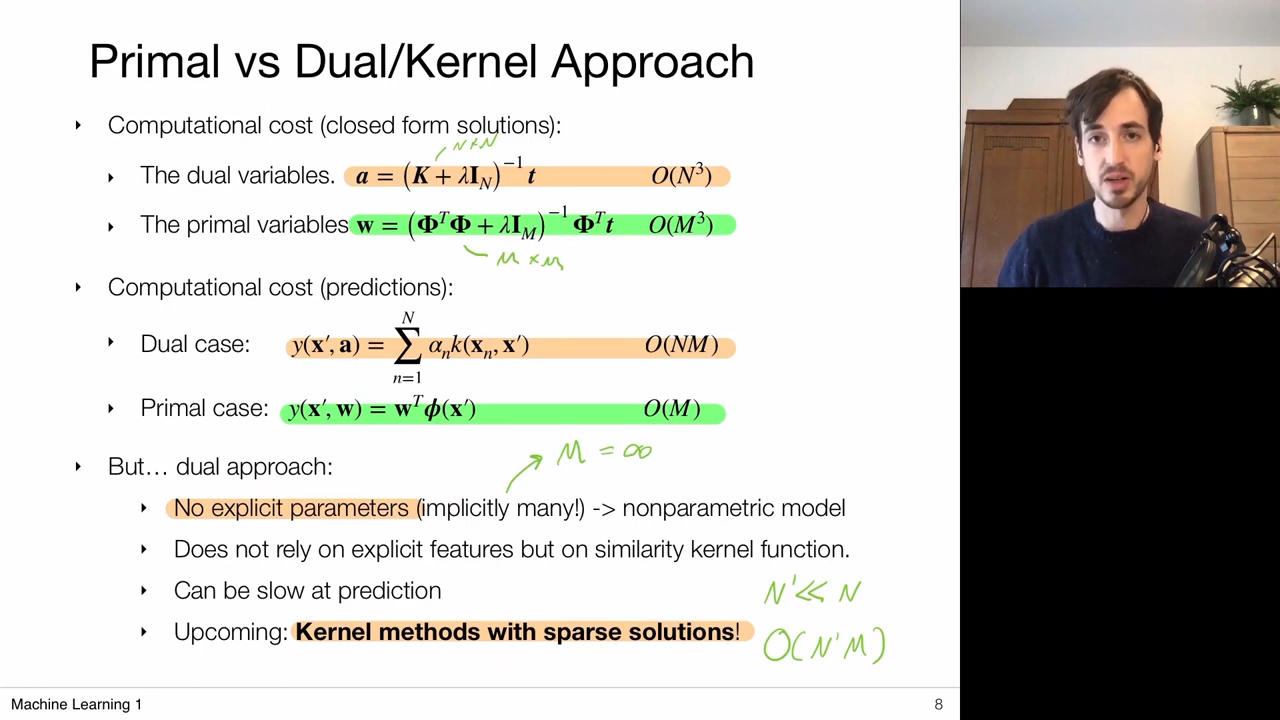 Primal vs Dual/Kernel Approach
Computational cost (closed form solutions):
N×N
The dual variables. a = (K + λI_N)^{-1} t O(N³)
The primal variables w = (Φ^TΦ + λI_M)^{-1} Φ^T t O(M³)
M×M
Computational cost (predictions):
Dual case: y(x′, a) = ∑_{n=1}^{N} α_n k(x_n, x′) O(NM)
Primal case: y(x′, w) = w^T ϕ(x′) O(M)
M = ∞
But… dual approach:
No explicit parameters (implicitly many!) -> nonparametric model
Does not rely on explicit features but on similarity kernel function.
Can be slow at prediction
N' ≪ N
Upcoming: Kernel methods with sparse solutions!
O(N'M)
Machine Learning 1
8